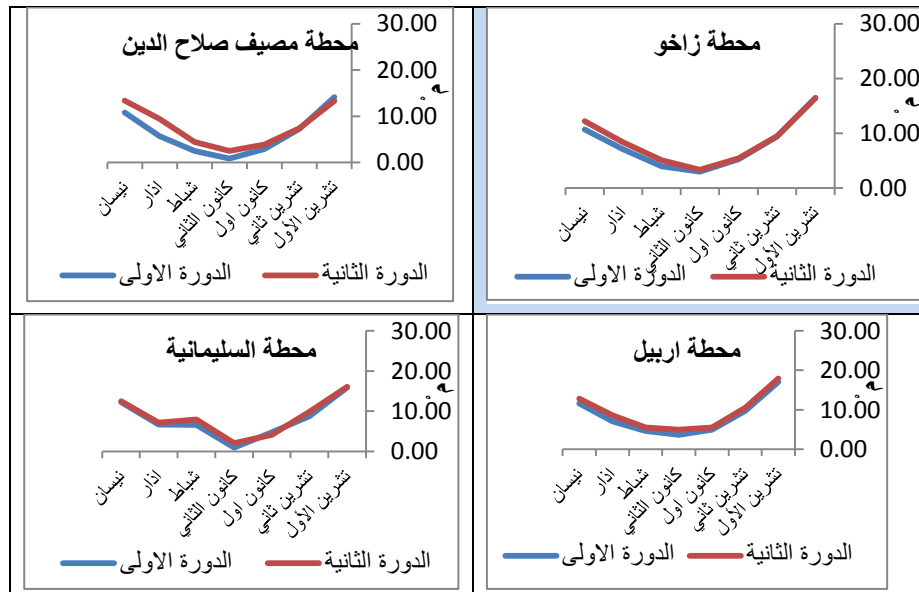 محطة زاخو
30.00
20.00
10.00
0.00
م°
تشرين الأول
تشرين ثاني
كانون اول
كانون الثاني
شباط
اذار
نيسان
الدورة الثانية
الدورة الاولى
محطة مصيف صلاح الدين
30.00
20.00
10.00
0.00
م°
تشرين الأول
تشرين ثاني
كانون اول
كانون الثاني
شباط
اذار
نيسان
الدورة الثانية
الدورة الاولى
محطة اربيل
30.00
20.00
10.00
0.00
م°
تشرين الأول
تشرين ثاني
كانون اول
كانون الثاني
شباط
اذار
نيسان
الدورة الثانية
الدورة الاولى
محطة السليمانية
30.00
20.00
10.00
0.00
م°
تشرين الأول
تشرين ثاني
كانون اول
كانون الثاني
شباط
اذار
نيسان
الدورة الثانية
الدورة الاولى